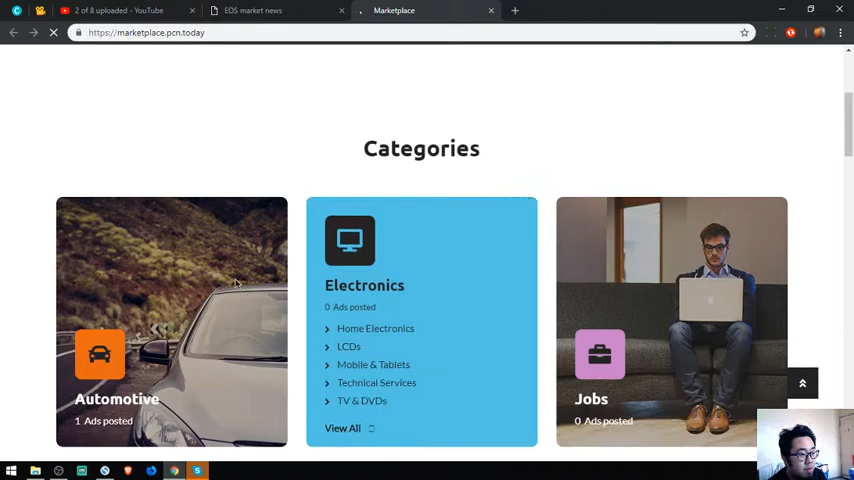 2 of 8 uploaded - YouTube
EOS market news
Marketplace
https://marketplace.pcn.today
Categories
Automotive
1 Ads posted
Electronics
0 Ads posted
Home Electronics
LCDs
Mobile & Tablets
Technical Services
TV & DVDs
View All
Jobs
0 Ads posted